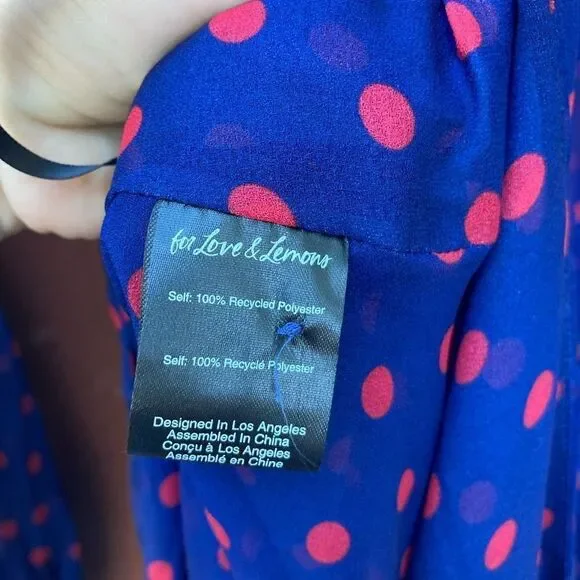 for Love & Lemons
Self: 100% Recycled Polyester
Self: 100% Recyclé Polyester
Designed In Los Angeles
Assembled In China
Conçu à Los Angeles
Assemblé en Chine